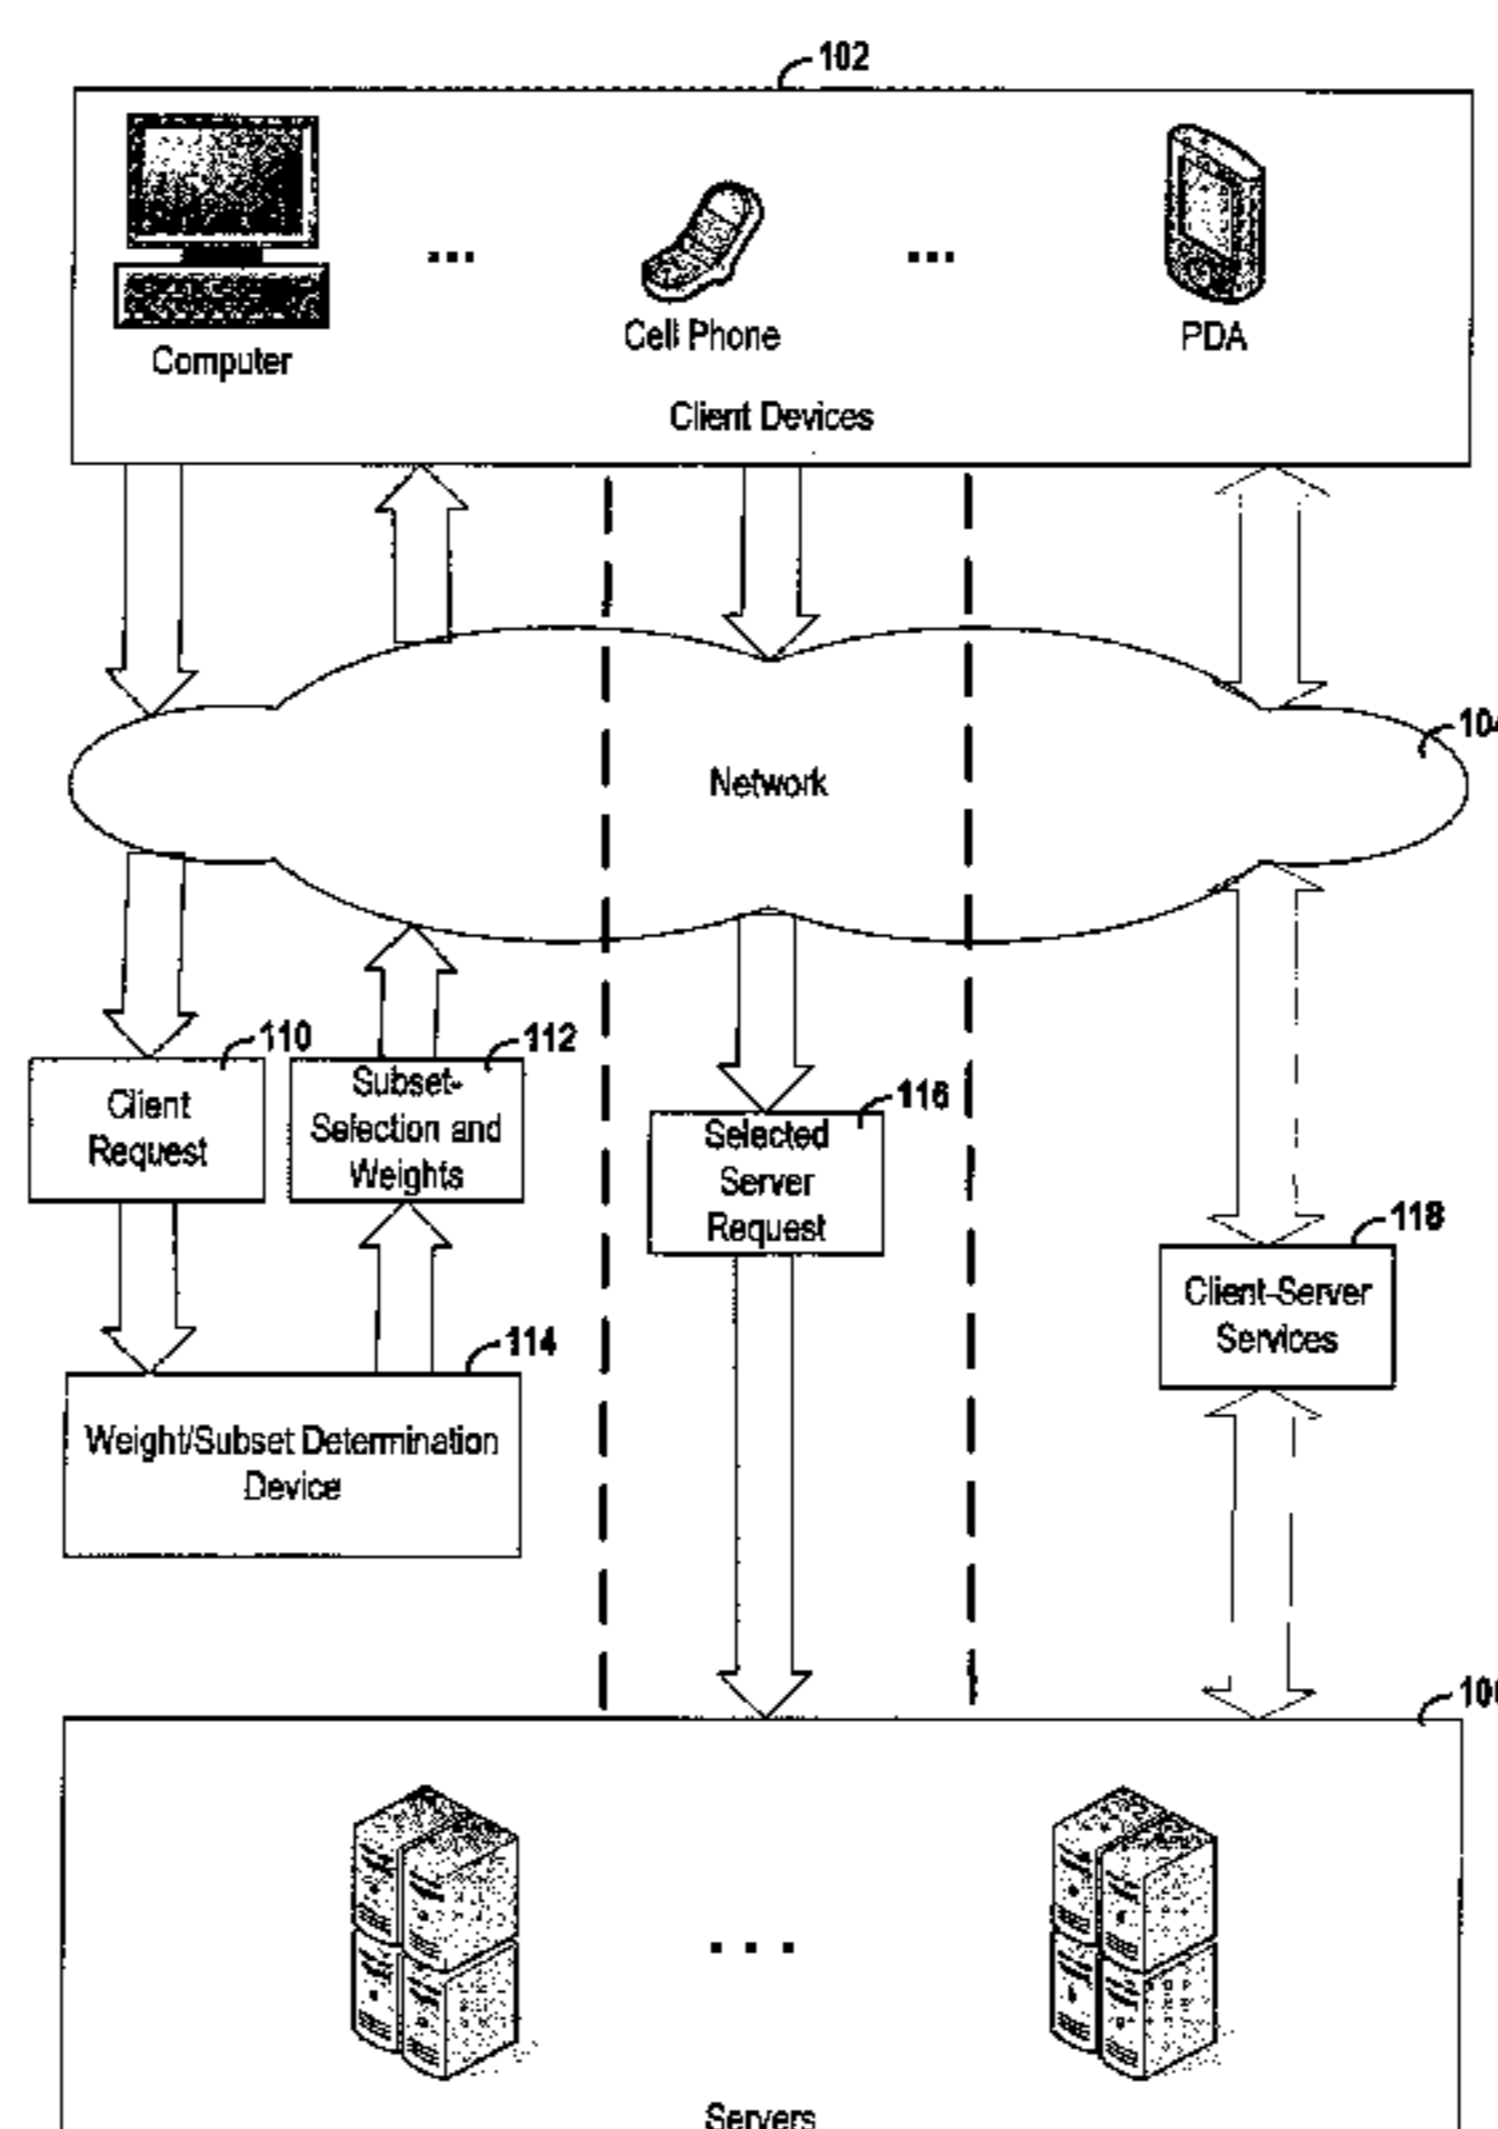 102
...
...
Computer
Cell Phone
PDA
Client Devices
104
Network
110
112
Client
Request
Subset-
Selection and
Weights
116
Selected
Server
Request
118
Client-Server
Services
114
Weight/Subset Determination
Device
...
Servers